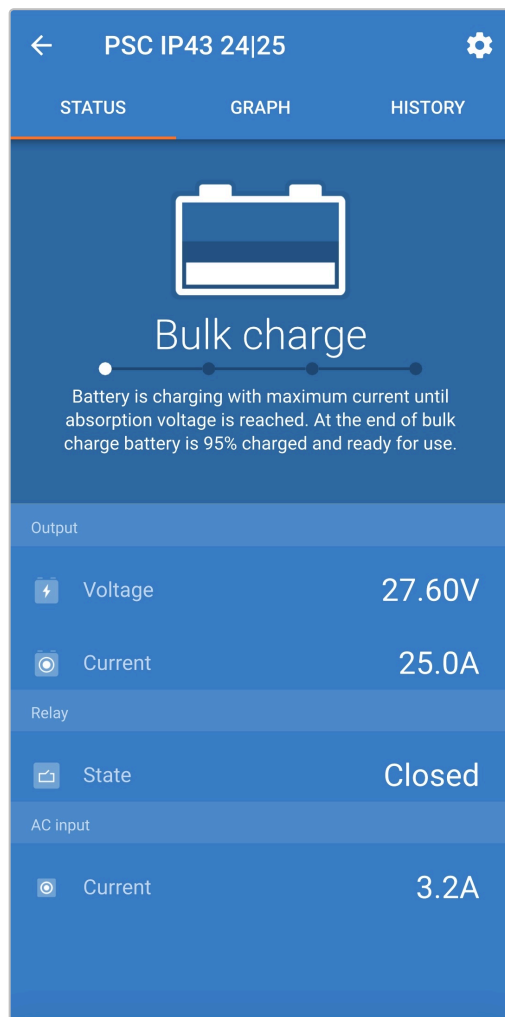 PSC IP43 24|25
STATUS GRAPH HISTORY
Bulk charge
Battery is charging with maximum current until
absorption voltage is reached. At the end of bulk
charge battery is 95% charged and ready for use.
Output
Voltage 27.60V
Current 25.0A
Relay
State Closed
AC input
Current 3.2A